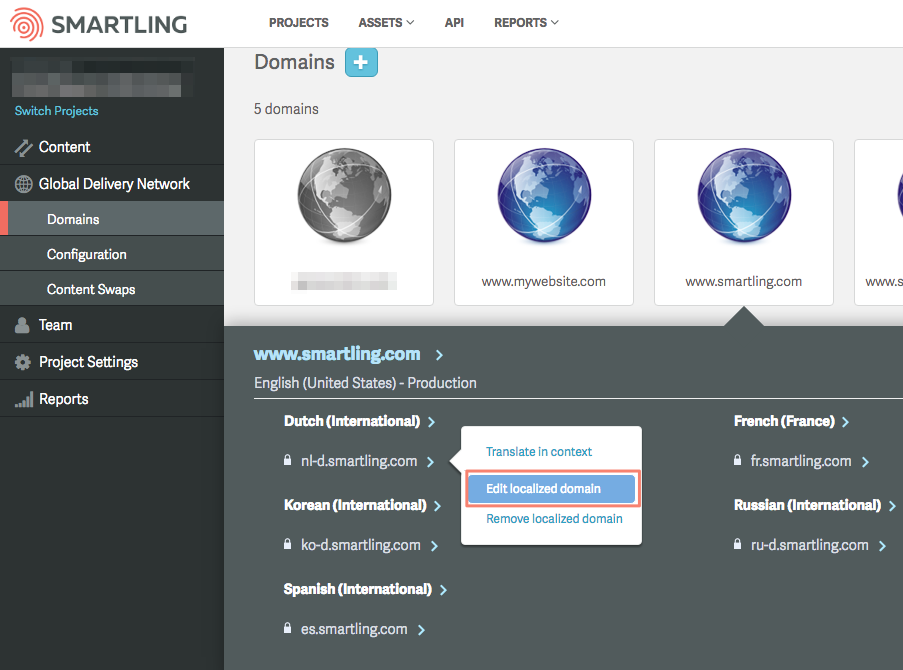 SMARTLING
PROJECTS ASSETS API REPORTS
Switch Projects
Content
Global Delivery Network
Domains
Configuration
Content Swaps
Team
Project Settings
Reports
Domains +
5 domains
www.mywebsite.com
www.smartling.com
www.s
www.smartling.com
English (United States) - Production
Dutch (International)
nl-d.smartling.com
Translate in context
Edit localized domain
Remove localized domain
Korean (International)
ko-d.smartling.com
Spanish (International)
es.smartling.com
French (France)
fr.smartling.com
Russian (International)
ru-d.smartling.com